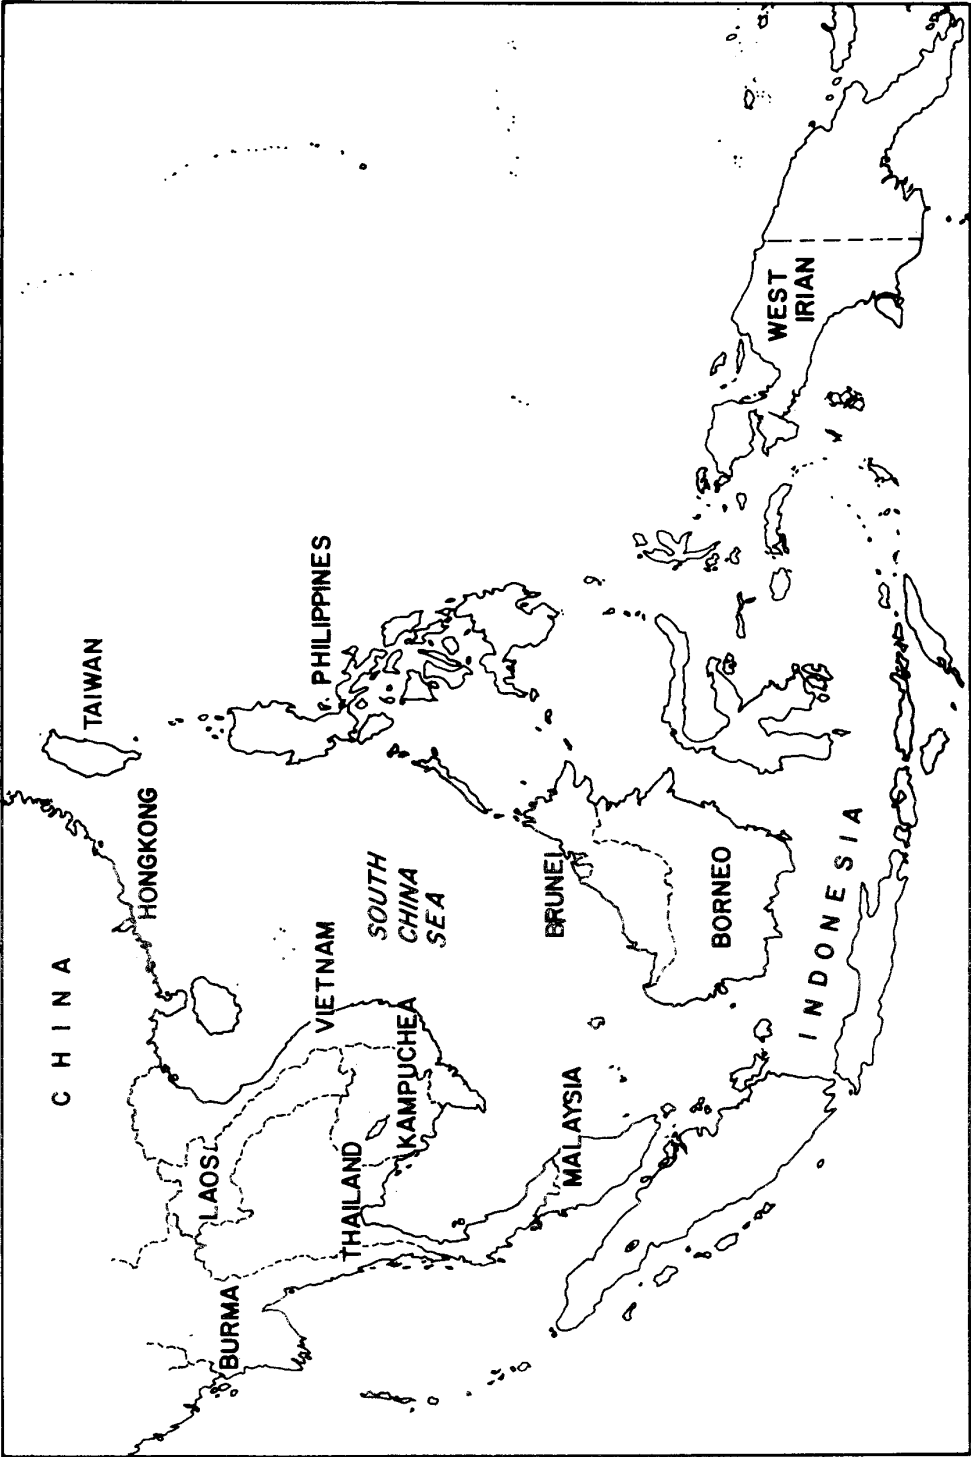 CHINA
TAIWAN
HONGKONG
BURMA
LAOS
VIETNAM
PHILIPPINES
THAILAND
KAMPUCHEA
SOUTH
CHINA
SEA
BRUNEI
MALAYSIA
BORNEO
WEST
IRIAN
INDONESIA